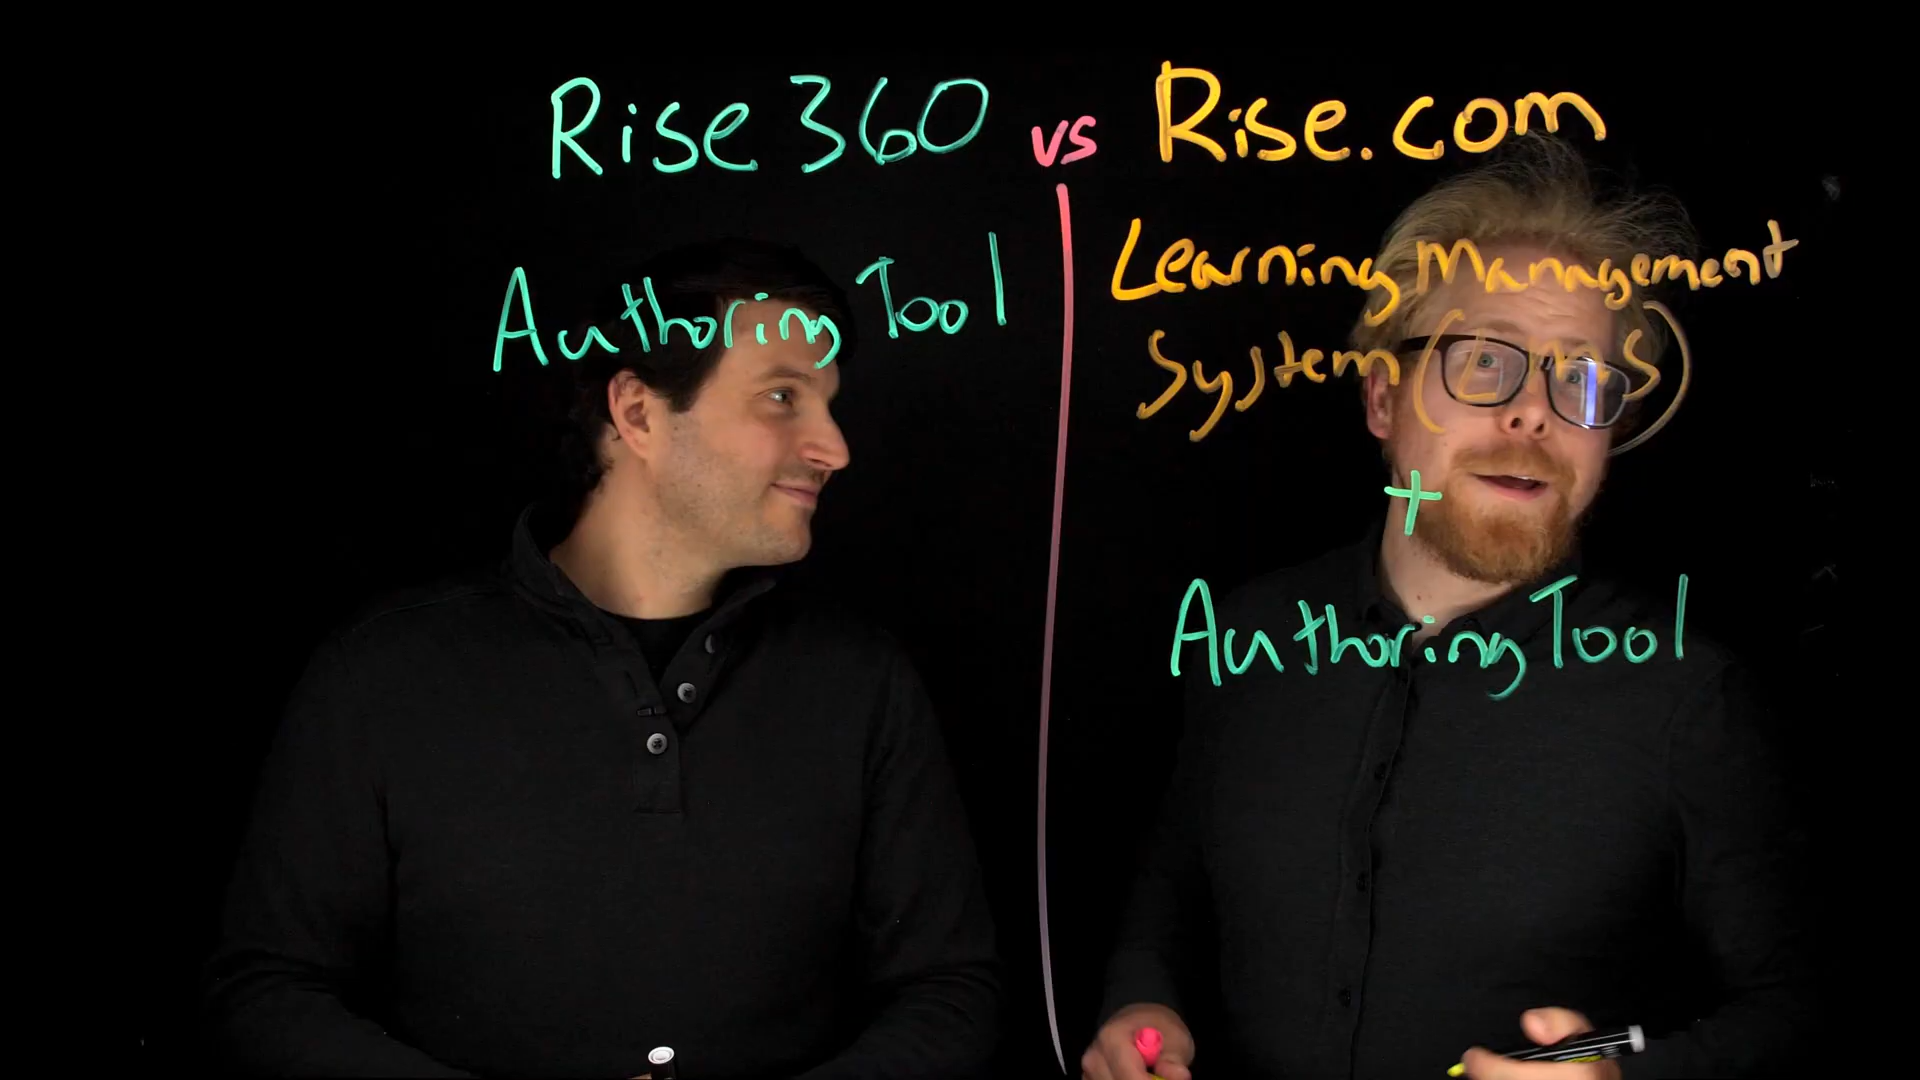 Rise 360 vs Rise.com
Authoring Tool
Learning Management
System (LMS)
+
Authoring Tool